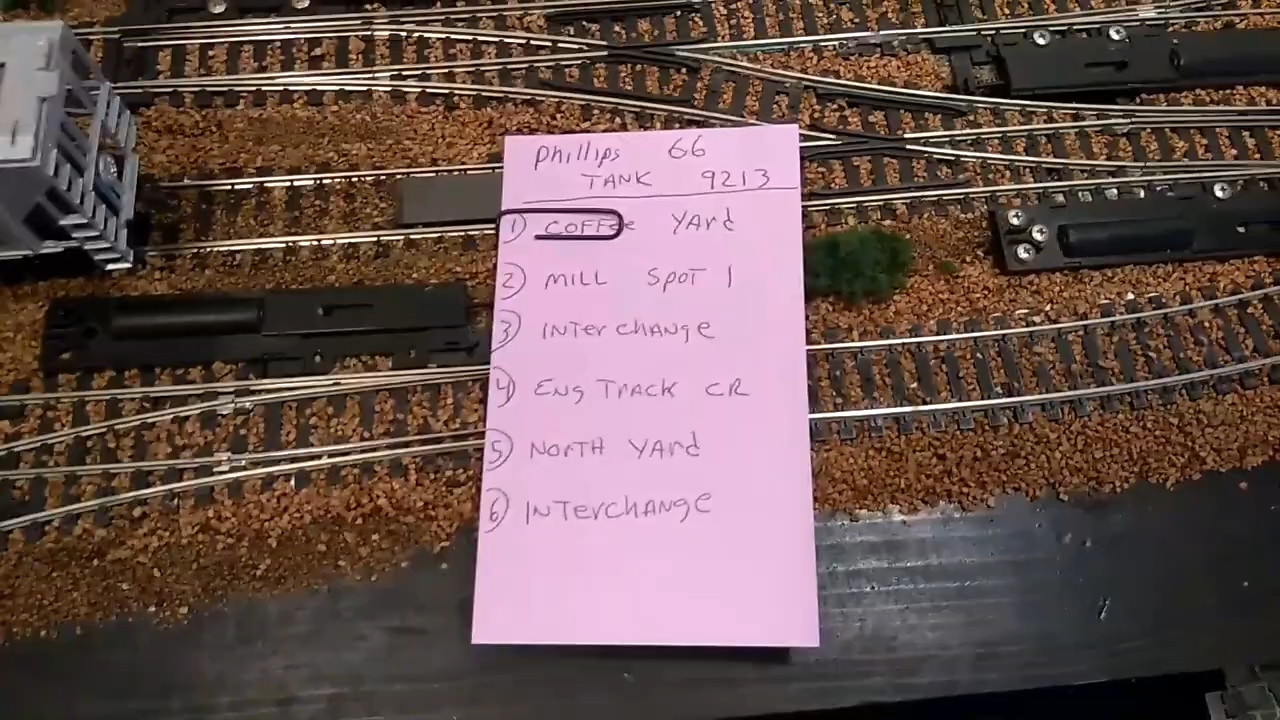 Phillips 66
TANK 9213
1 COFFee YArd
2 MILL SPOT 1
3 INTerchANge
4 ENg TrACK CR
5 NOrTH YArd
6 INTerchANge